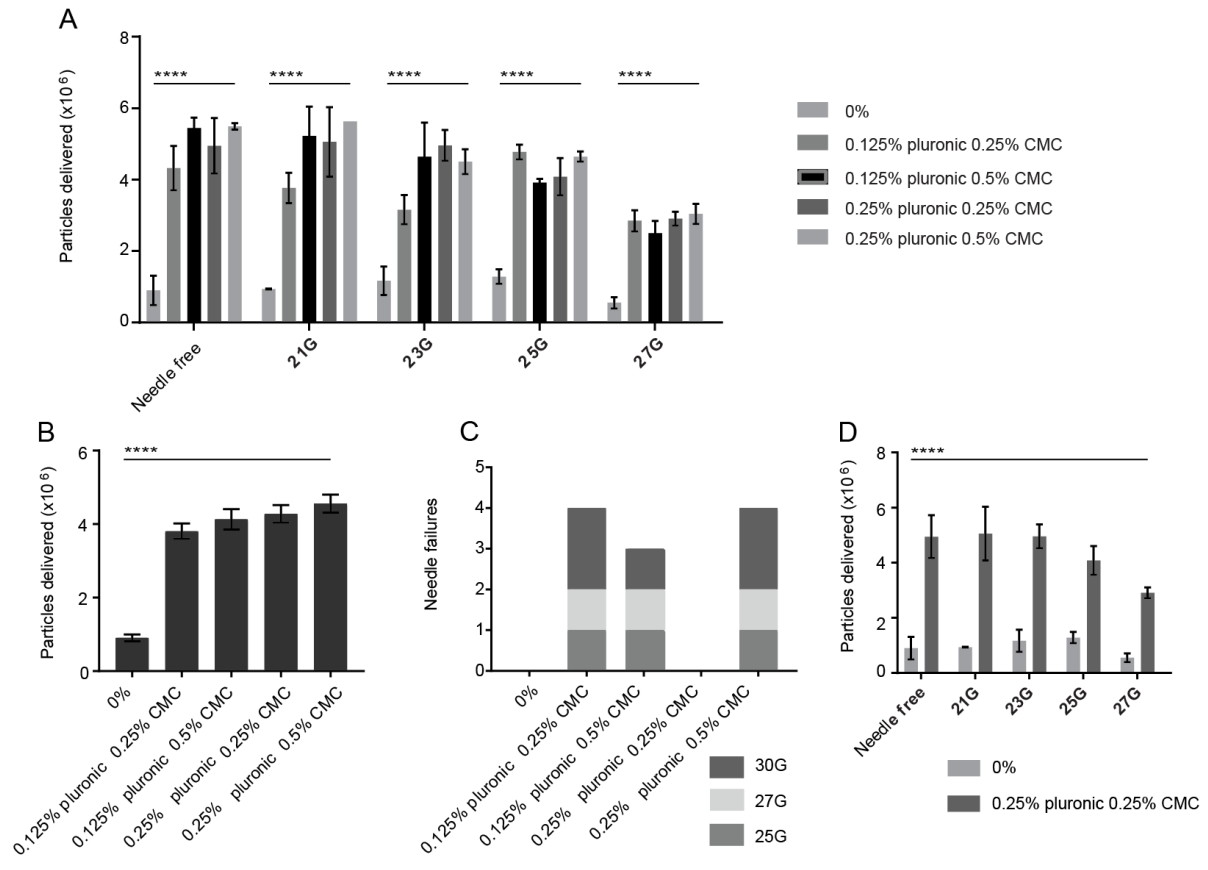 A
Particles delivered (x10⁶)
8
6
4
2
0
**** **** **** **** ****
Needle free 21G 23G 25G 27G
0%
0.125% pluronic 0.25% CMC
0.125% pluronic 0.5% CMC
0.25% pluronic 0.25% CMC
0.25% pluronic 0.5% CMC
B
Particles delivered (x10⁶)
6
4
2
0
****
0%
0.125% pluronic 0.25% CMC
0.125% pluronic 0.5% CMC
0.25% pluronic 0.25% CMC
0.25% pluronic 0.5% CMC
C
Needle failures
5
4
3
2
1
0
0%
0.125% pluronic 0.25% CMC
0.125% pluronic 0.5% CMC
0.25% pluronic 0.25% CMC
0.25% pluronic 0.5% CMC
30G
27G
25G
D
Particles delivered (x10⁶)
8
6
4
2
0
****
Needle free 21G 23G 25G 27G
0%
0.25% pluronic 0.25% CMC